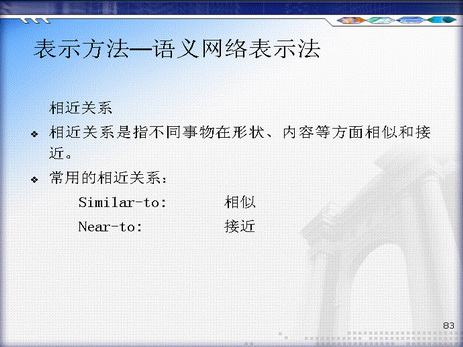 表示方法—语义网络表示法
相近关系
❖ 相近关系是指不同事物在形状、内容等方面相似和接
近。
❖ 常用的相近关系：
Similar-to: 相似
Near-to: 接近
83